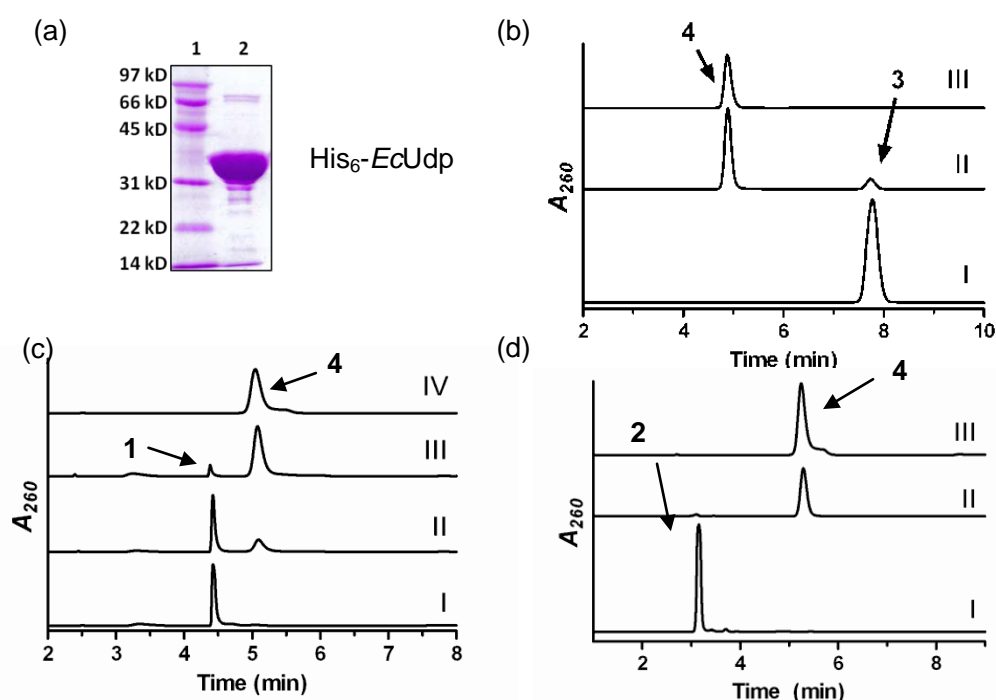 (a)
1 2
97 kD
66 kD
45 kD
31 kD
22 kD
14 kD
His6-EcUdp
(b)
4
3
III
II
I
A260
2 4 6 8 10
Time (min)
(c)
4
1
IV
III
II
I
A260
2 3 4 5 6 7 8
Time (min)
(d)
4
2
III
II
I
A260
2 4 6 8
Time (min)